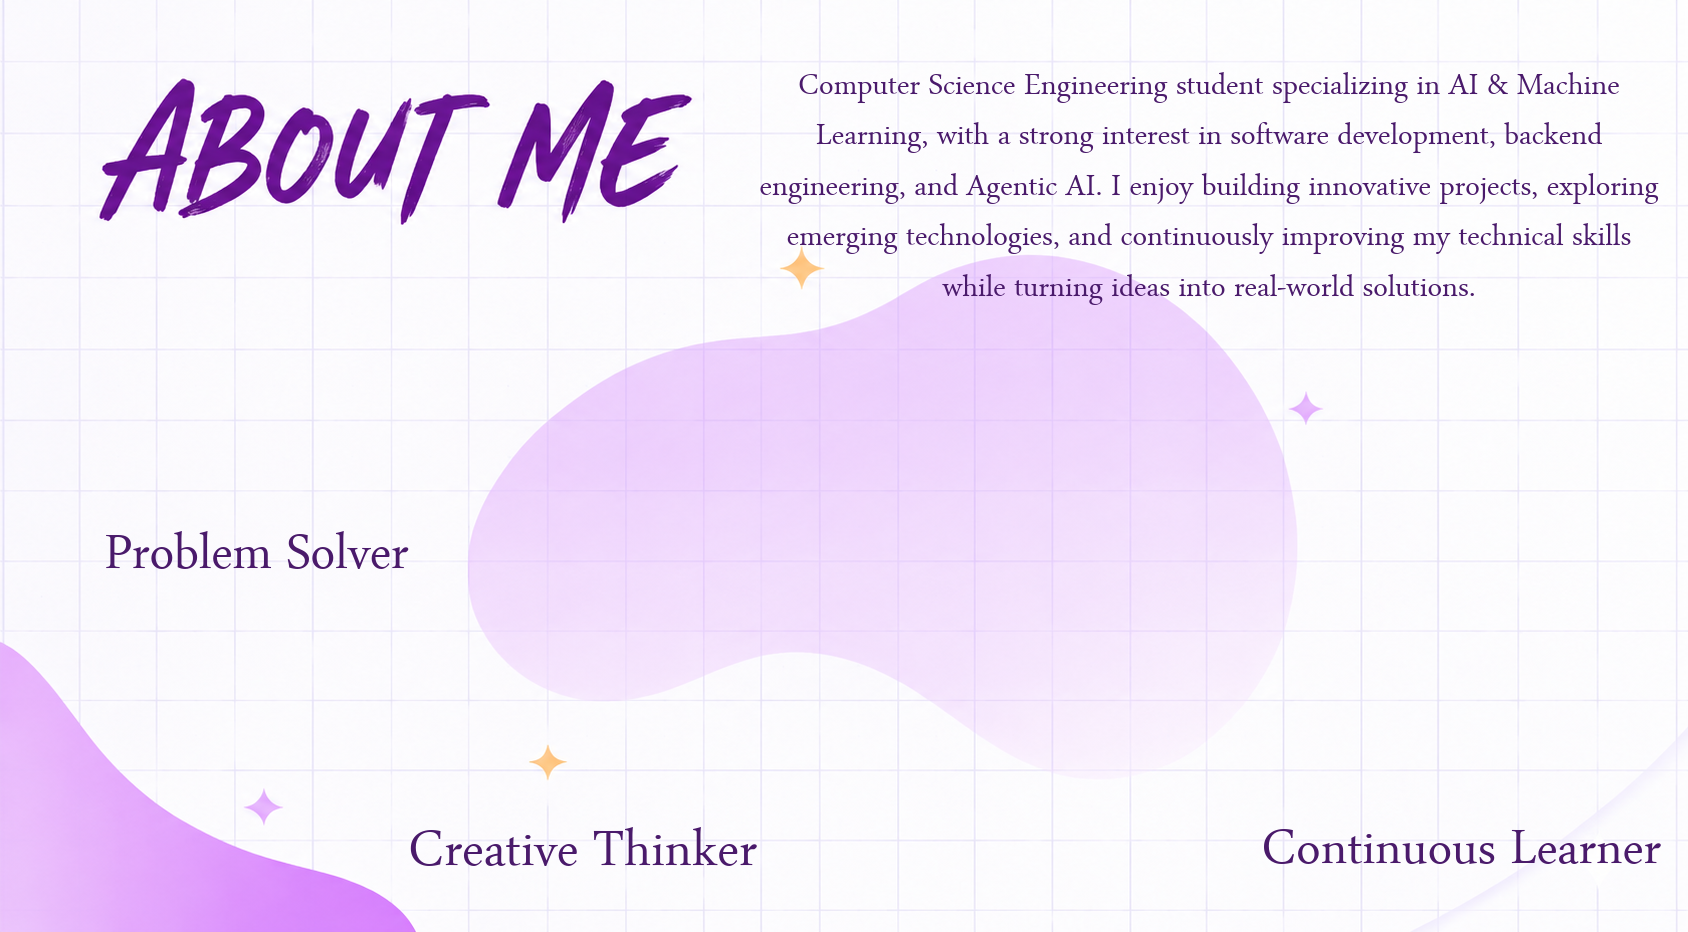 ABOUT ME
Computer Science Engineering student specializing in AI & Machine
Learning, with a strong interest in software development, backend
engineering, and Agentic AI. I enjoy building innovative projects, exploring
emerging technologies, and continuously improving my technical skills
while turning ideas into real-world solutions.
Problem Solver
Creative Thinker
Continuous Learner